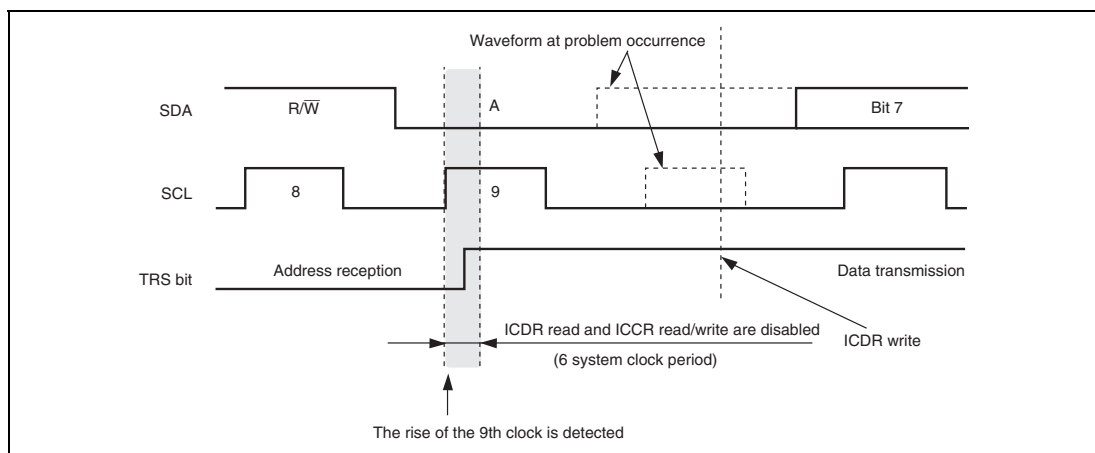 Waveform at problem occurrence
SDA
R/W̅
A
Bit 7
SCL
8
9
TRS bit
Address reception
Data transmission
ICDR read and ICCR read/write are disabled
(6 system clock period)
ICDR write
The rise of the 9th clock is detected